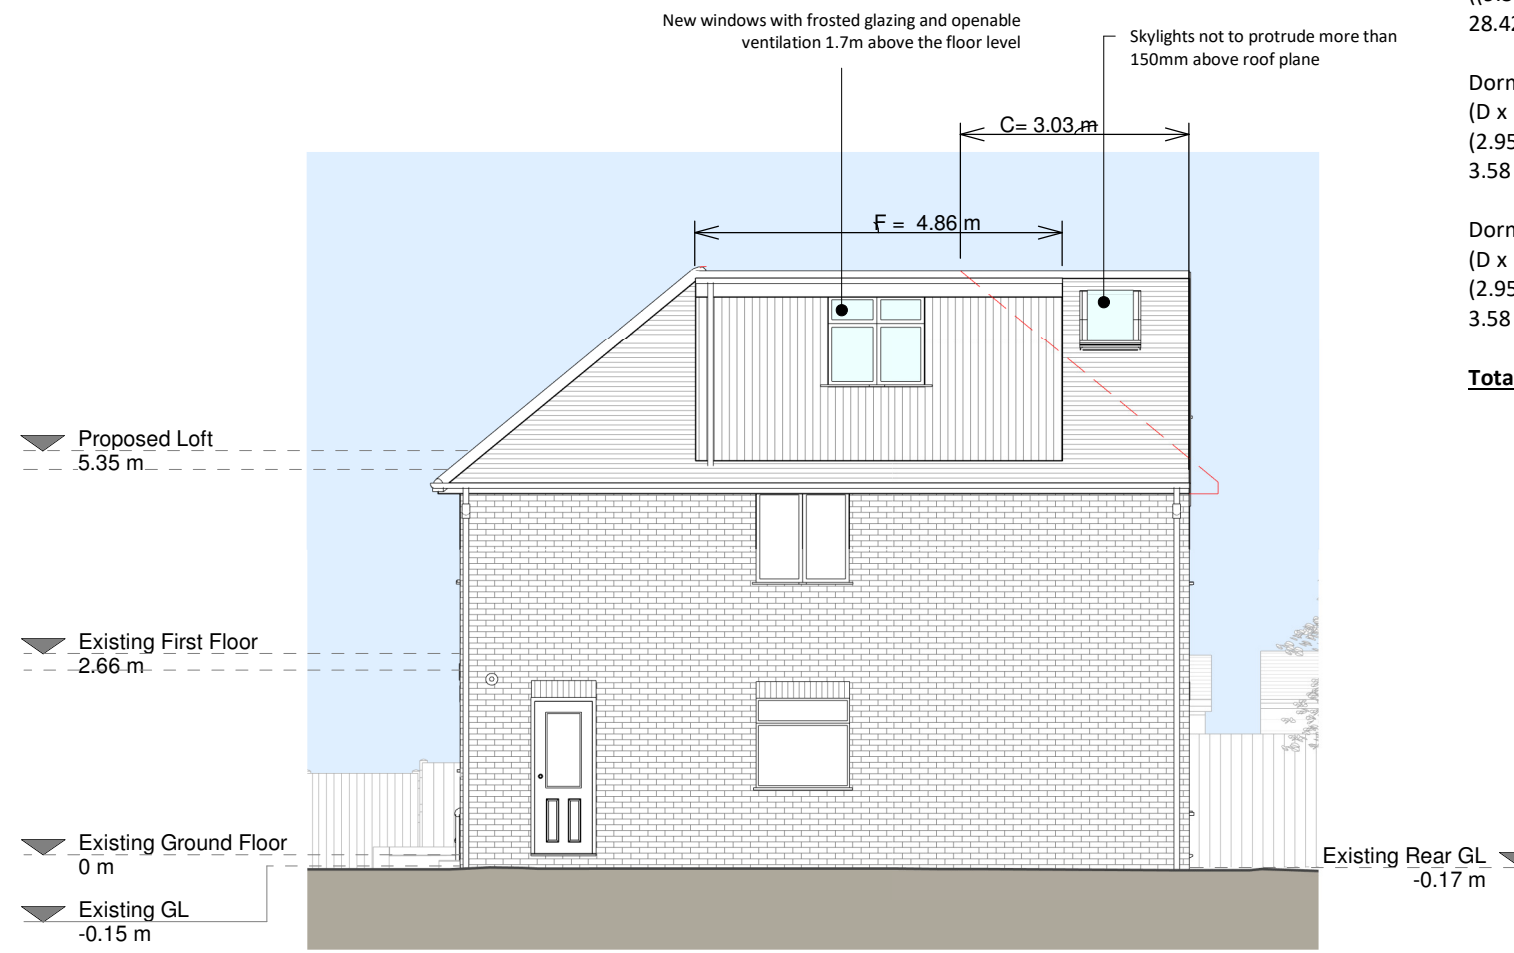 New windows with frosted glazing and openable
ventilation 1.7m above the floor level
Skylights not to protrude more than
150mm above roof plane
C= 3.03 m
F = 4.86 m
Proposed Loft
5.35 m
Existing First Floor
2.66 m
Existing Ground Floor
0 m
Existing GL
-0.15 m
Existing Rear GL
-0.17 m
28.42
Dorm
(D x
(2.95
3.58
Dorm
(D x
(2.95
3.58
Tota